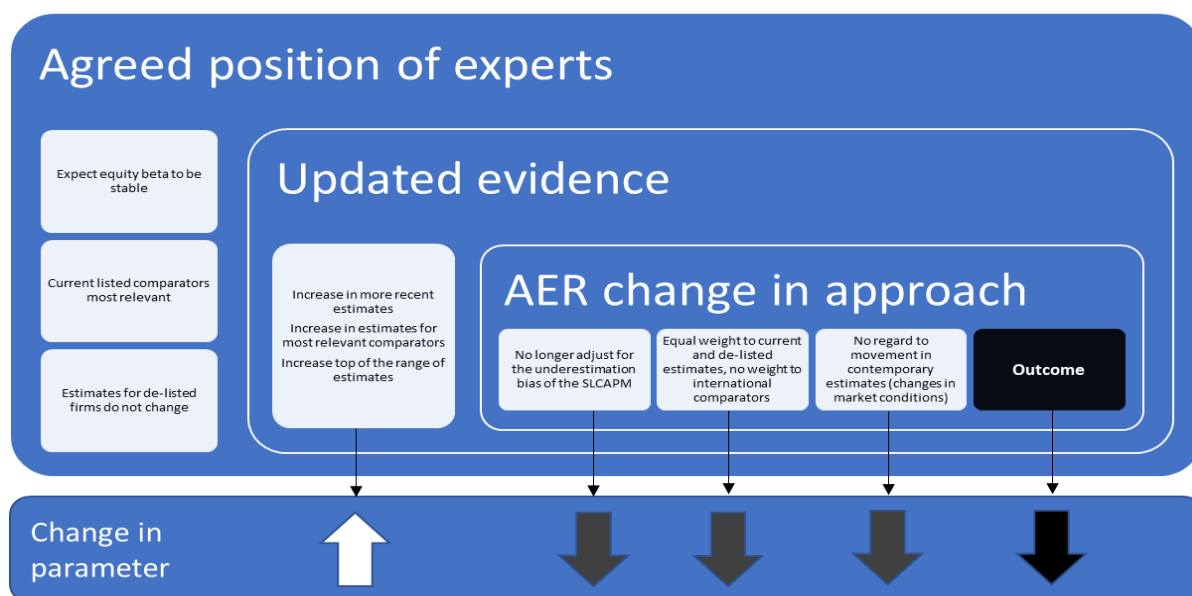 Agreed position of experts
Expect equity beta to be
stable
Current listed comparators
most relevant
Estimates for de-listed
firms do not change
Updated evidence
Increase in more recent
estimates
Increase in estimates for
most relevant comparators
Increase top of the range of
estimates
AER change in approach
No longer adjust for
the underestimation
bias of the SLCAPM
Equal weight to current
and de-listed
estimates, no weight to
international
comparators
No regard to
movement in
contemporary
estimates (changes in
market conditions)
Outcome
Change in
parameter